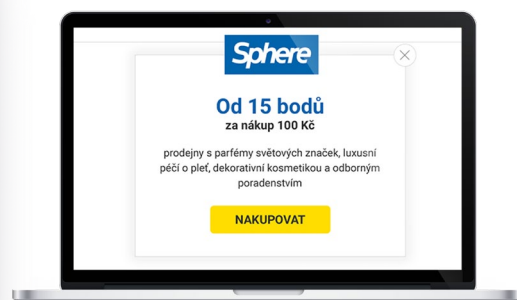 Sphere
Od 15 bodů
za nákup 100 Kč
prodejny s parfémy světových značek, luxusní
péčí o pleť, dekorativní kosmetikou a odborným
poradenstvím
NAKUPOVAT